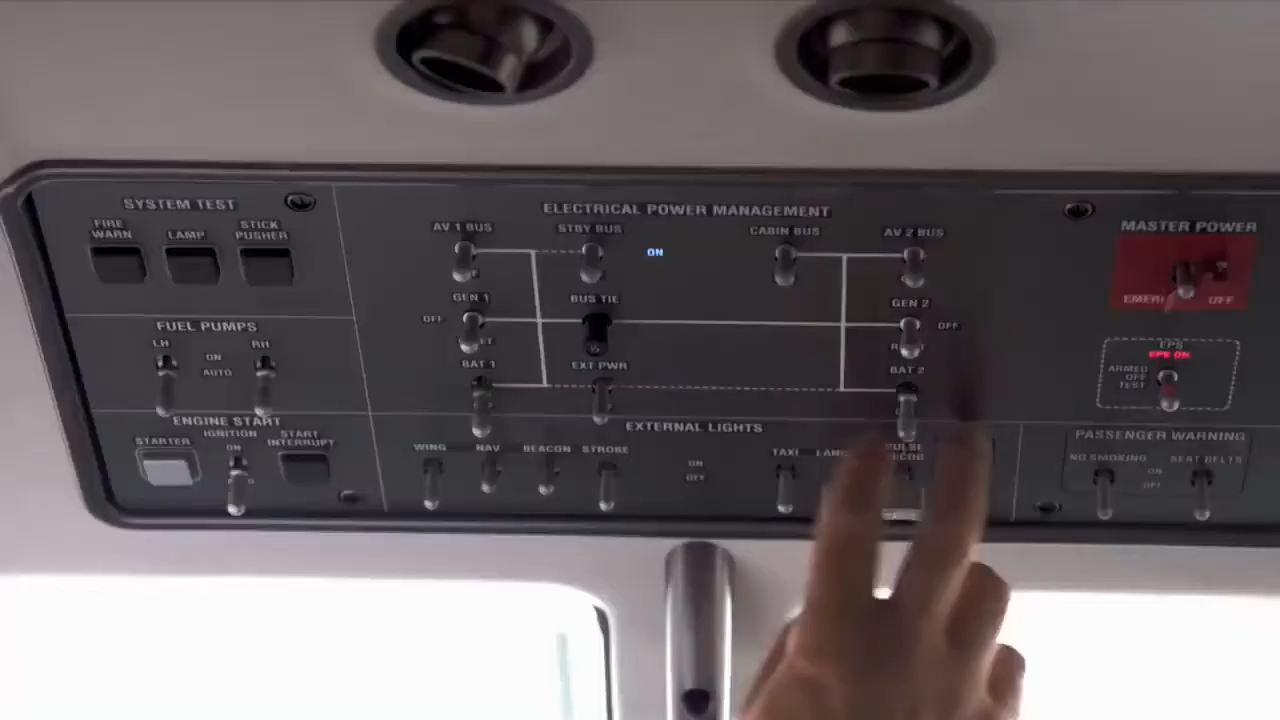 SYSTEM TEST
FIRE WARN
LAMP
STICK PUSHER
FUEL PUMPS
LH
ON
AUTO
RH
ENGINE START
STARTER
IGNITION
ON
START INTERRUPT
ELECTRICAL POWER MANAGEMENT
AV 1 BUS
STBY BUS
ON
CABIN BUS
AV 2 BUS
GEN 1
OFF
BUS TIE
GEN 2
OFF
BAT 1
EXT PWR
BAT 2
EXTERNAL LIGHTS
WING
NAV
BEACON
STROBE
ON
OFF
TAXI
PULSE
MASTER POWER
OFF
EPS
EPS ON
ARMED
OFF
TEST
PASSENGER WARNING
NO SMOKING
ON
OFF
SEAT BELTS